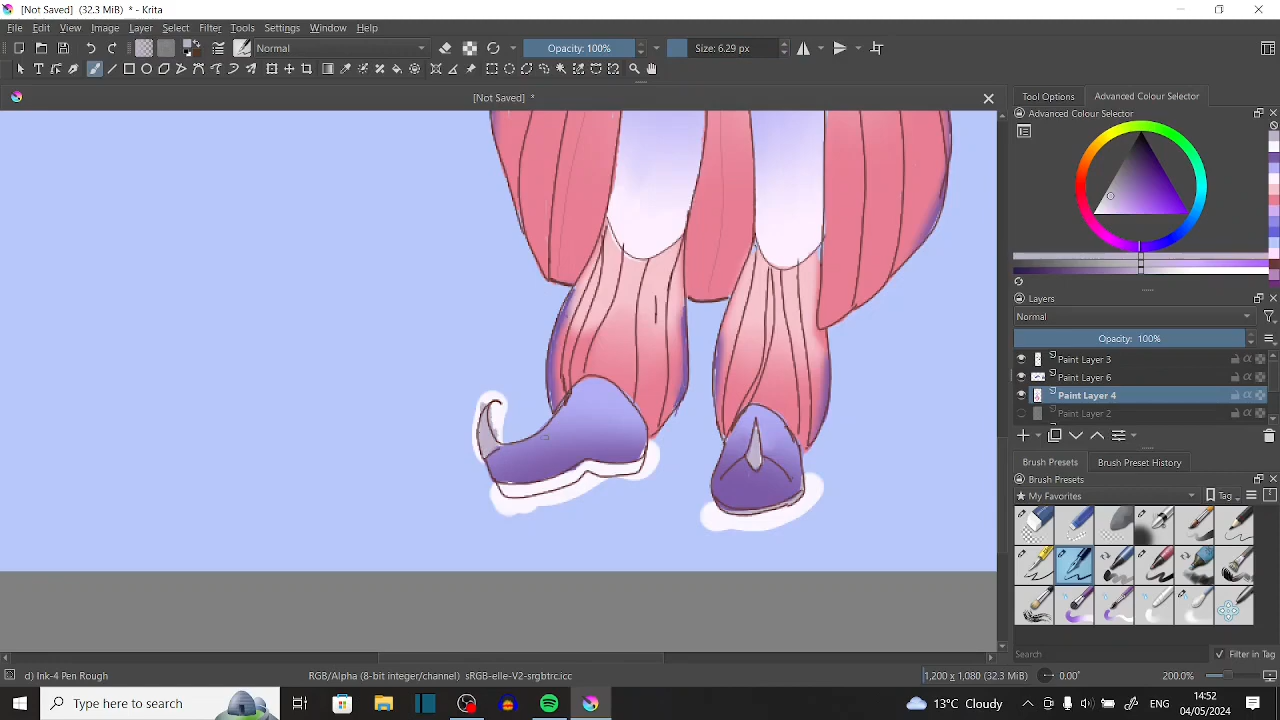 [Not Saved] (32.3 MiB) * - Krita
File Edit View Image Layer Select Filter Tools Settings Window Help
Normal Opacity: 100% Size: 6.29 px
[Not Saved] *
Tool Options Advanced Colour Selector
Advanced Colour Selector
Layers
Normal
Opacity: 100%
Paint Layer 3
Paint Layer 6
Paint Layer 4
Paint Layer 2
Brush Presets Brush Preset History
Brush Presets
My Favorites Tag
Search Filter in Tag
d) Ink-4 Pen Rough RGB/Alpha (8-bit integer/channel) sRGB-elle-V2-srgbtrc.icc 1,200 x 1,080 (32.3 MiB) 0.00° 200.0%
Type here to search 13°C Cloudy ENG 14:52
04/05/2024